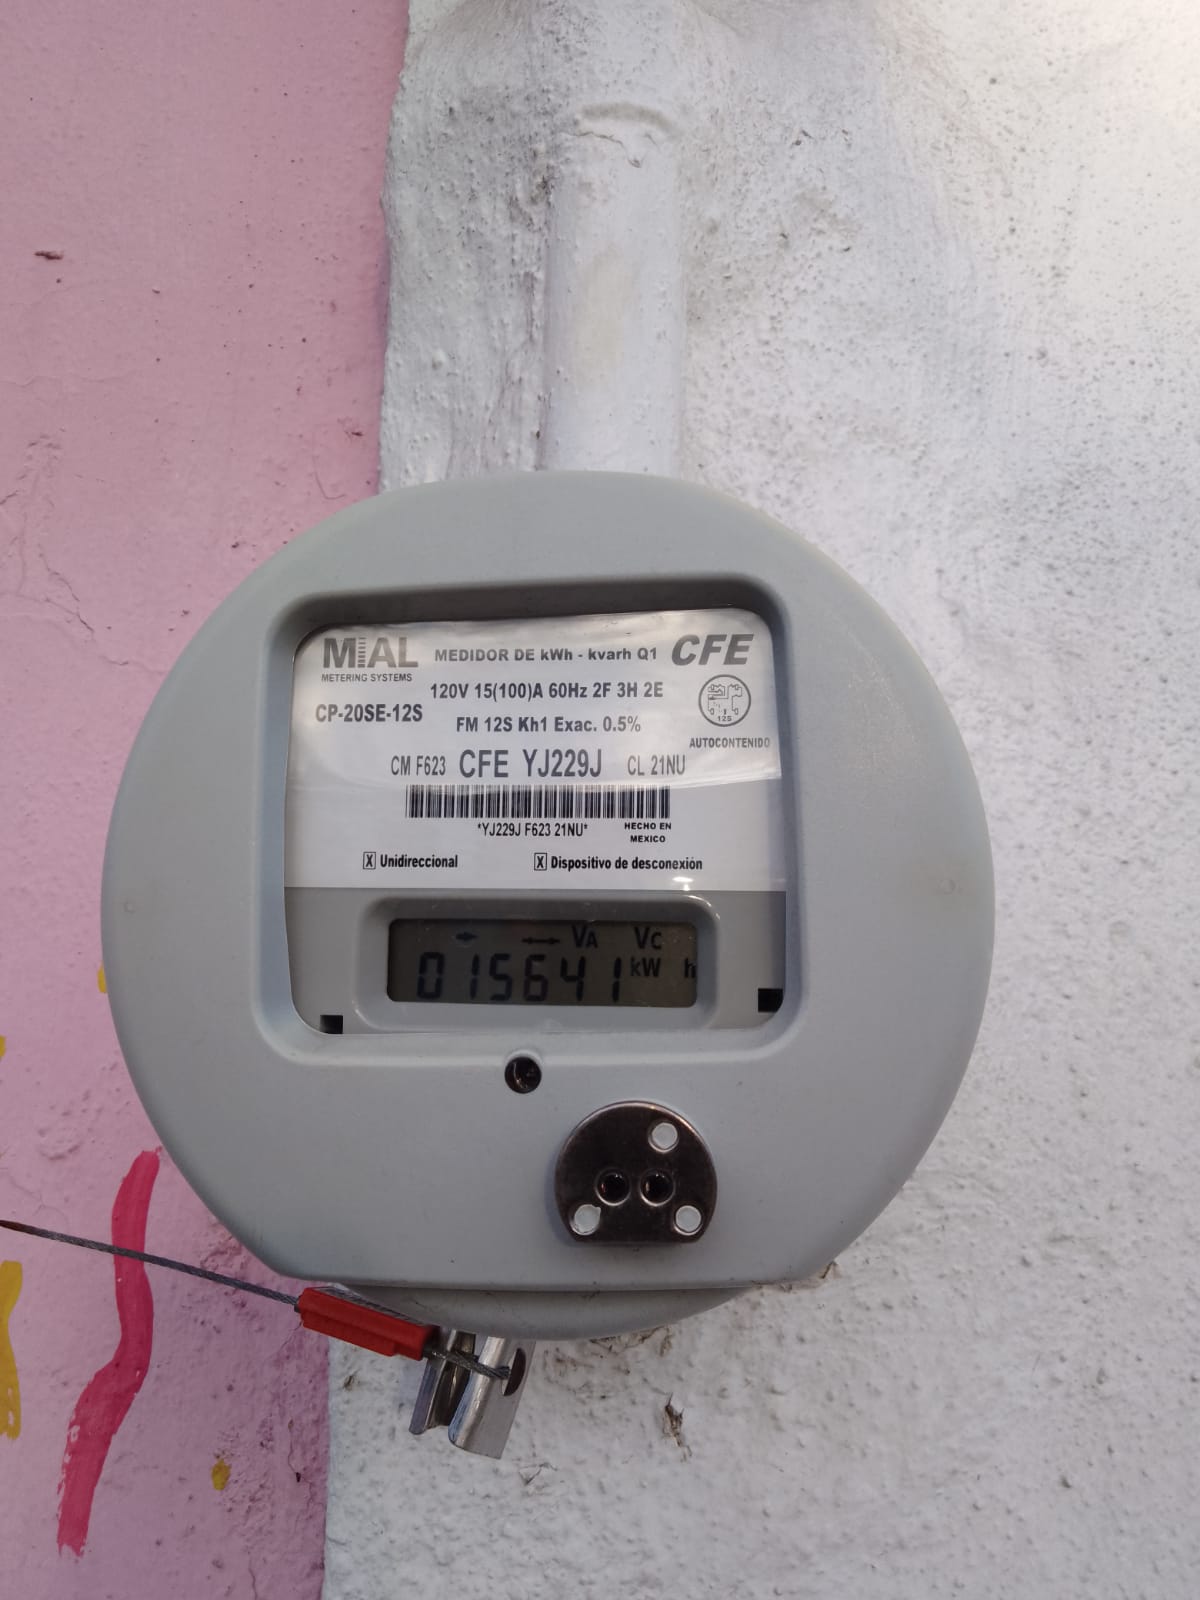 MIAL
METERING SYSTEMS
MEDIDOR DE kWh - kvarh Q1
CFE
120V 15(100)A 60Hz 2F 3H 2E
CP-20SE-12S
FM 12S Kh1 Exac. 0.5%
12S
AUTOCONTENIDO
CM F623 CFE YJ229J CL 21NU
*YJ229J F623 21NU*
HECHO EN
MEXICO
X Unidireccional
X Dispositivo de desconexión
VA VC
015641 kW h